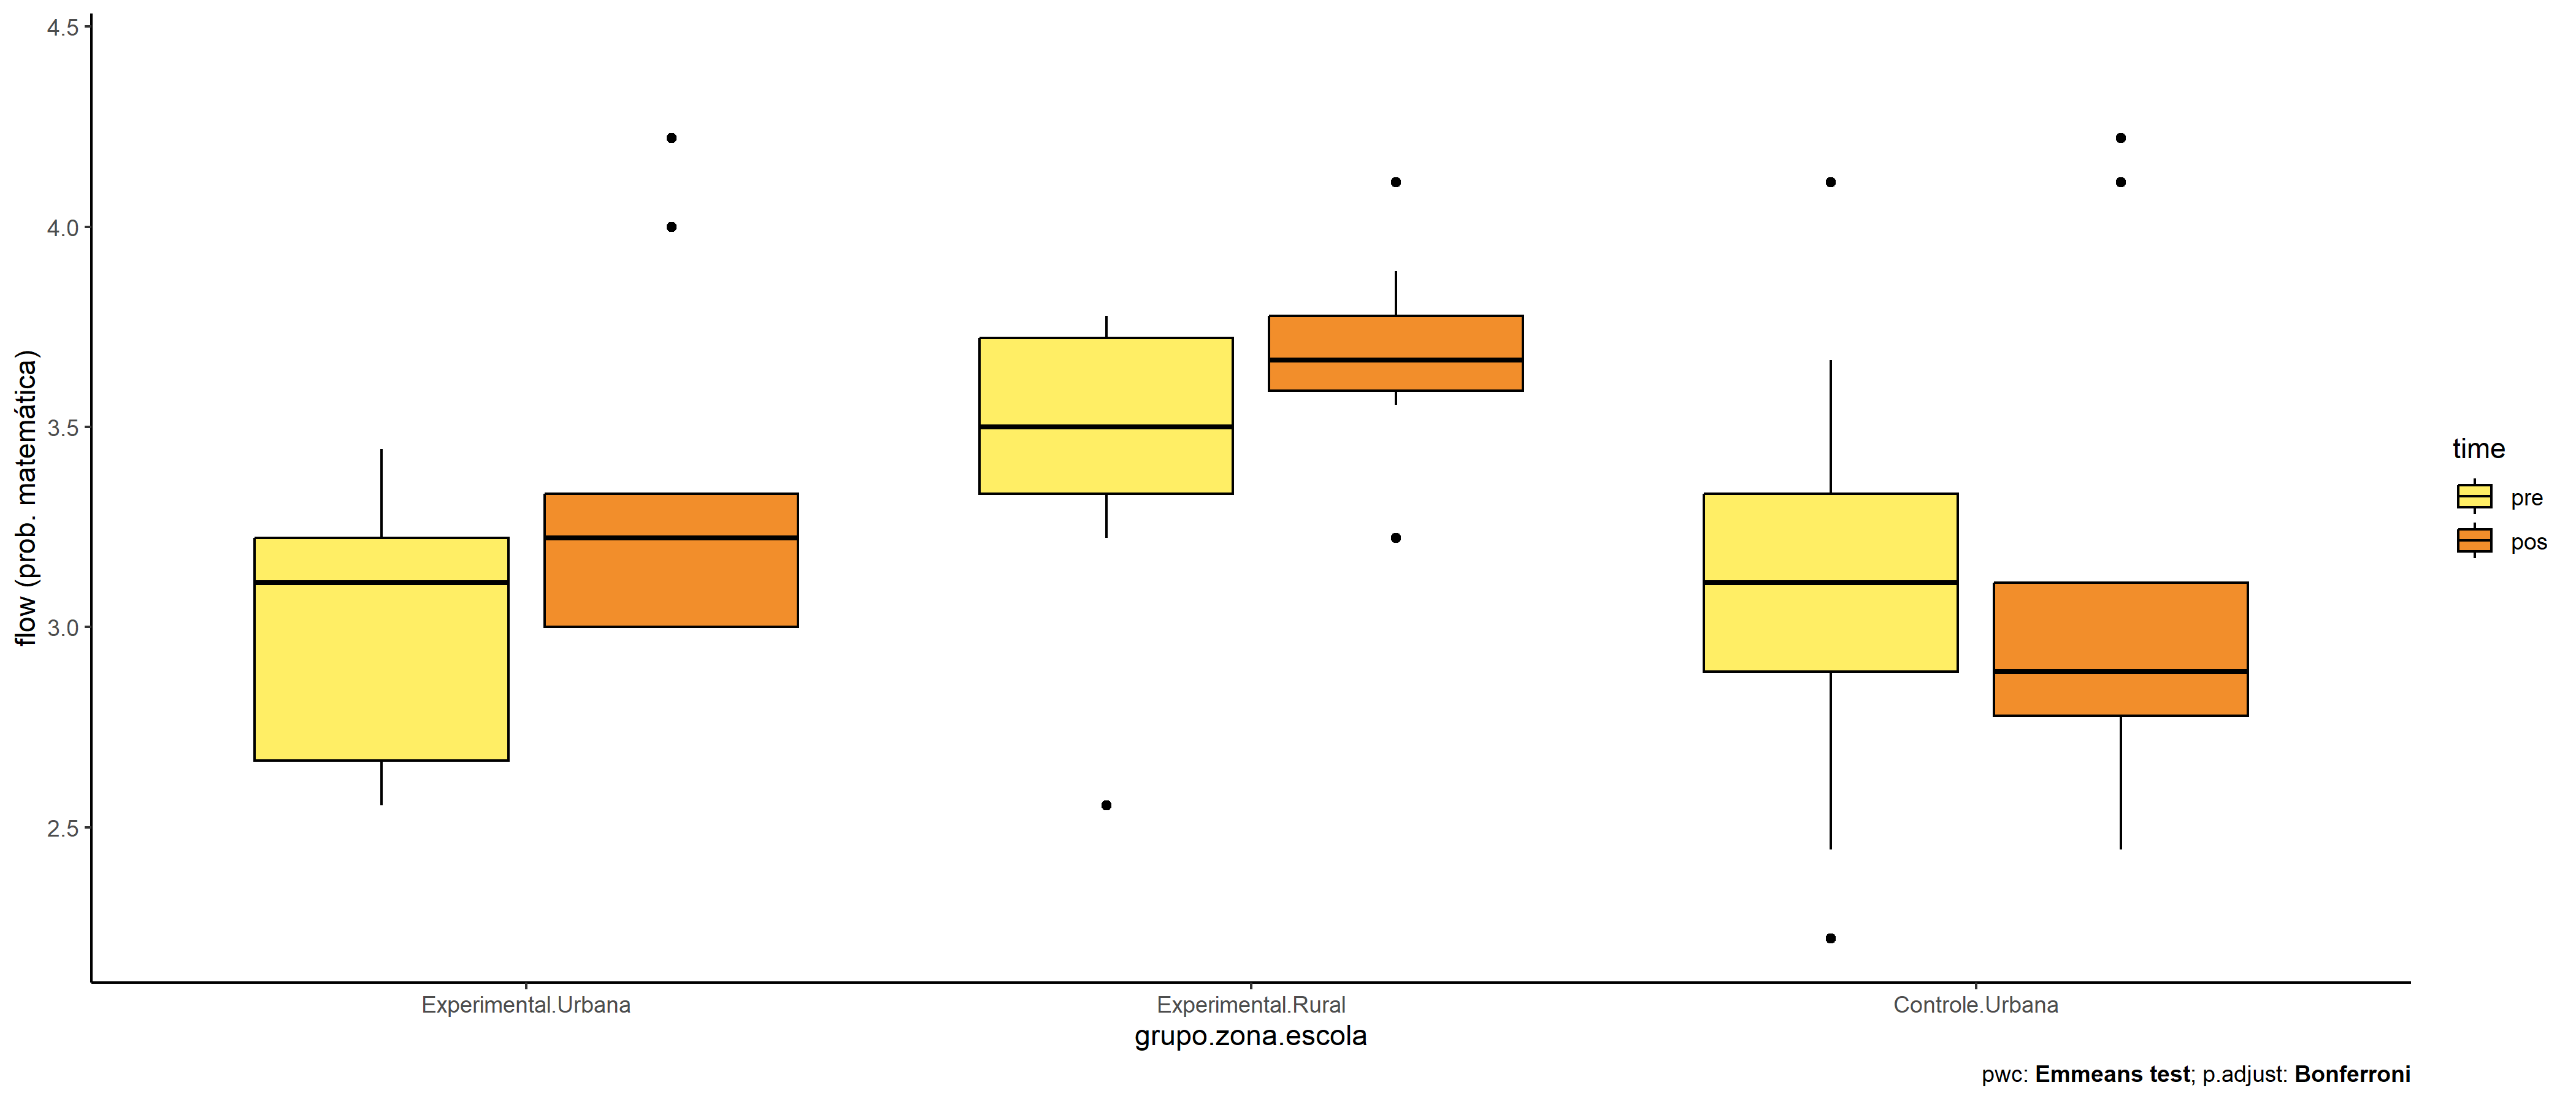 4.5
4.0
3.5
3.0
2.5
flow (prob. matemática)
Experimental.Urbana
Experimental.Rural
Controle.Urbana
grupo.zona.escola
time
pre
pos
pwc: Emmeans test; p.adjust: Bonferroni